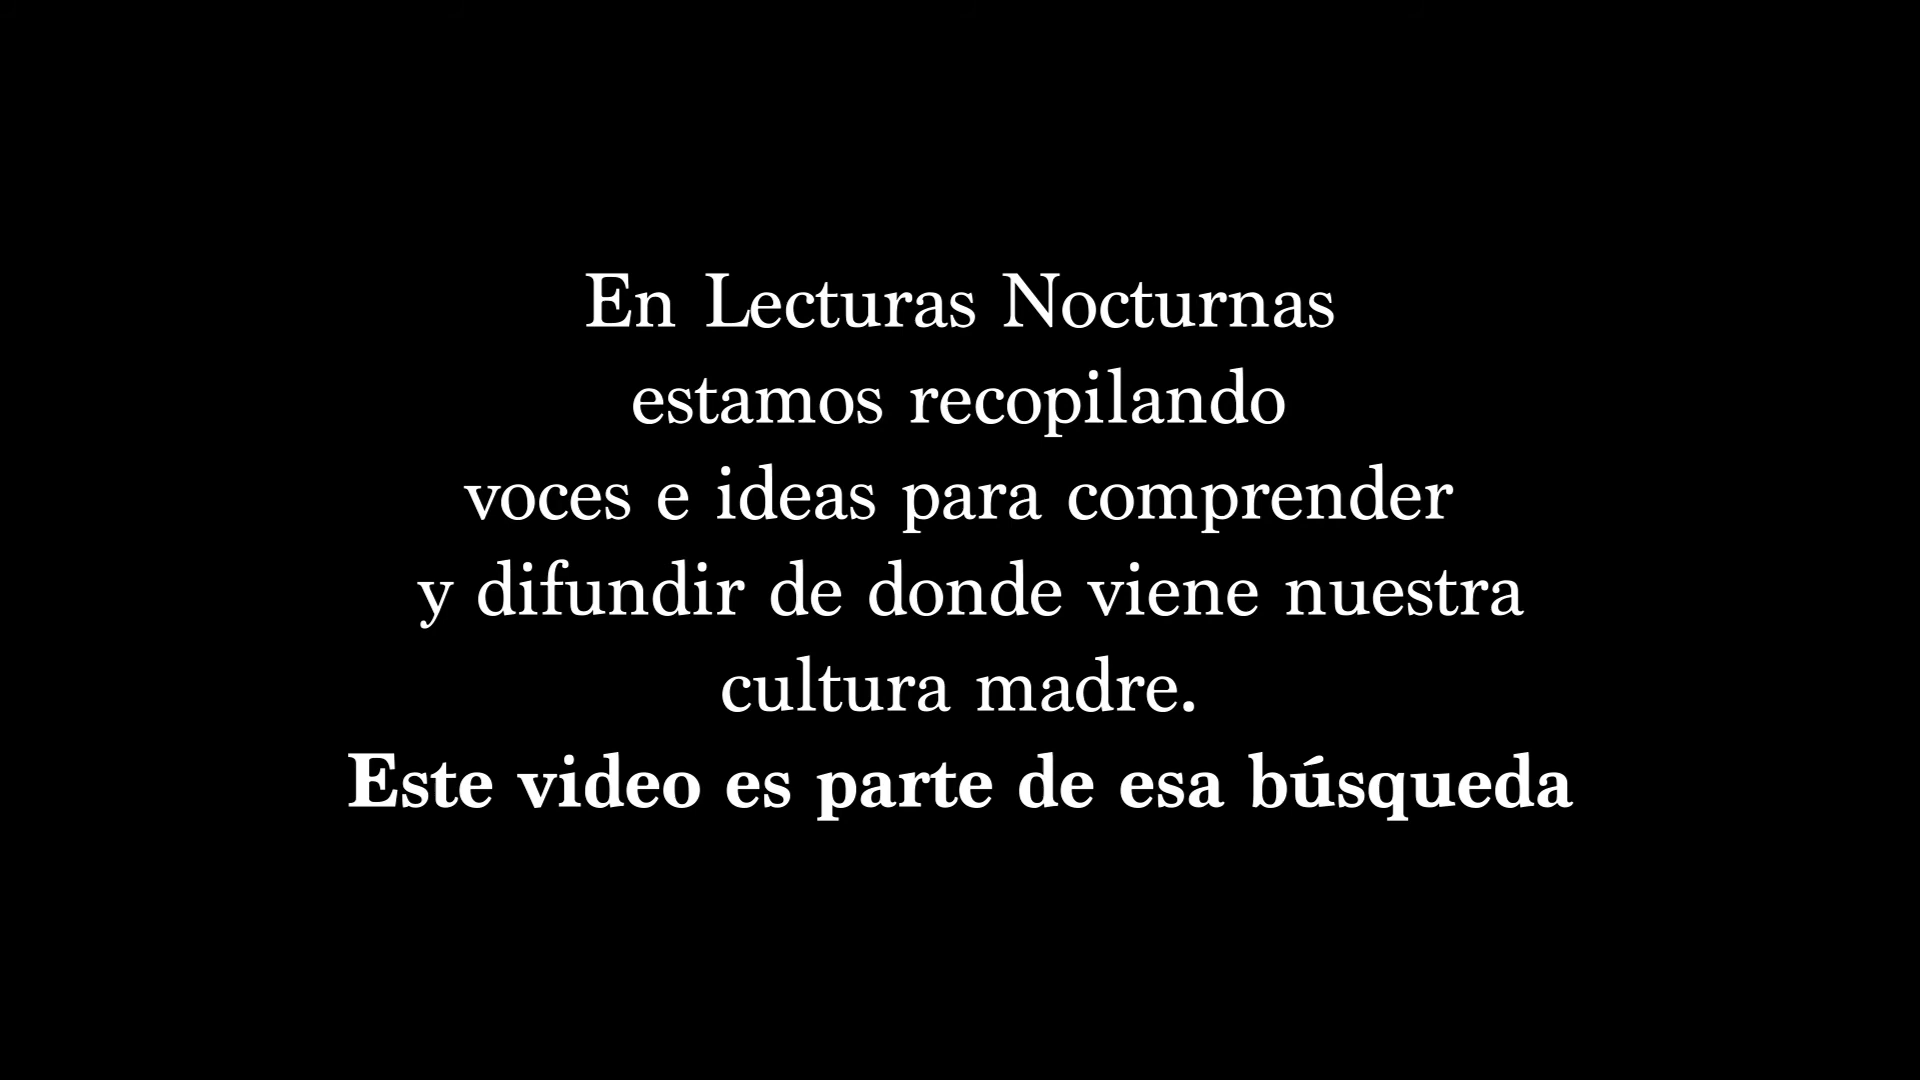 En Lecturas Nocturnas
estamos recopilando
voces e ideas para comprender
y difundir de donde viene nuestra
cultura madre.
Este video es parte de esa búsqueda